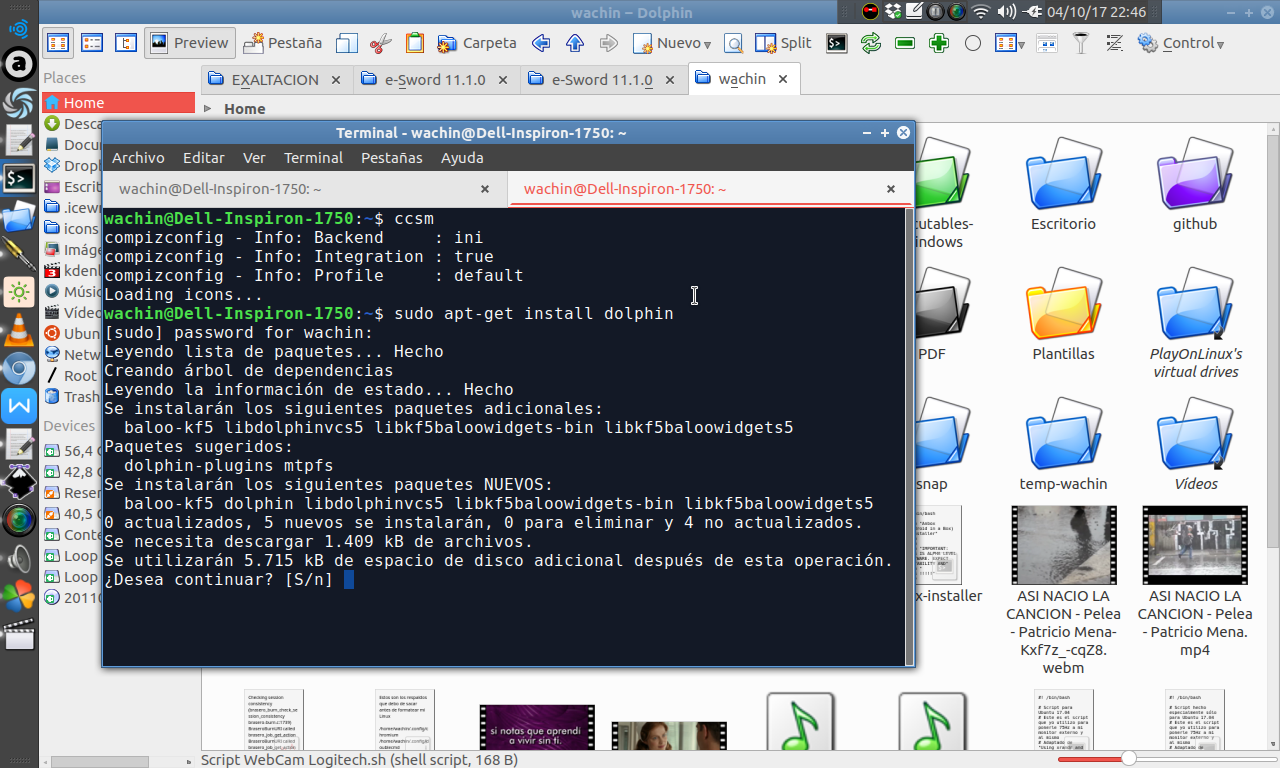 wachin – Dolphin
04/10/17 22:46
Preview
Pestaña
Carpeta
Nuevo
Split
Control
Places
EXALTACION
e-Sword 11.1.0
e-Sword 11.1.0
wachin
Home
Home
Desca
Docu
Dropb
Escrit
.icewr
icons
Imáge
kdenl
Músic
Vídeo
Ubun
Netw
Root
Trash
Devices
56,4 G
42,8 G
Reser
40,5 G
Conte
Loop
Loop
20110
Terminal - wachin@Dell-Inspiron-1750: ~
Archivo Editar Ver Terminal Pestañas Ayuda
wachin@Dell-Inspiron-1750: ~
wachin@Dell-Inspiron-1750: ~
wachin@Dell-Inspiron-1750:~$ ccsm
compizconfig - Info: Backend : ini
compizconfig - Info: Integration : true
compizconfig - Info: Profile : default
Loading icons...
wachin@Dell-Inspiron-1750:~$ sudo apt-get install dolphin
[sudo] password for wachin:
Leyendo lista de paquetes... Hecho
Creando árbol de dependencias
Leyendo la información de estado... Hecho
Se instalarán los siguientes paquetes adicionales:
baloo-kf5 libdolphinvcs5 libkf5baloowidgets-bin libkf5baloowidgets5
Paquetes sugeridos:
dolphin-plugins mtpfs
Se instalarán los siguientes paquetes NUEVOS:
baloo-kf5 dolphin libdolphinvcs5 libkf5baloowidgets-bin libkf5baloowidgets5
0 actualizados, 5 nuevos se instalarán, 0 para eliminar y 4 no actualizados.
Se necesita descargar 1.409 kB de archivos.
Se utilizarán 5.715 kB de espacio de disco adicional después de esta operación.
¿Desea continuar? [S/n]
cutables-
indows
Escritorio
github
PDF
Plantillas
PlayOnLinux's
virtual drives
snap
temp-wachin
Vídeos
x-installer
ASI NACIO LA
CANCION - Pelea
- Patricio Mena-
Kxf7z_-cqZ8.
webm
ASI NACIO LA
CANCION - Pelea
- Patricio Mena.
mp4
si notas que aprendí
a vivir sin ti.
Script WebCam Logitech.sh (shell script, 168 B)